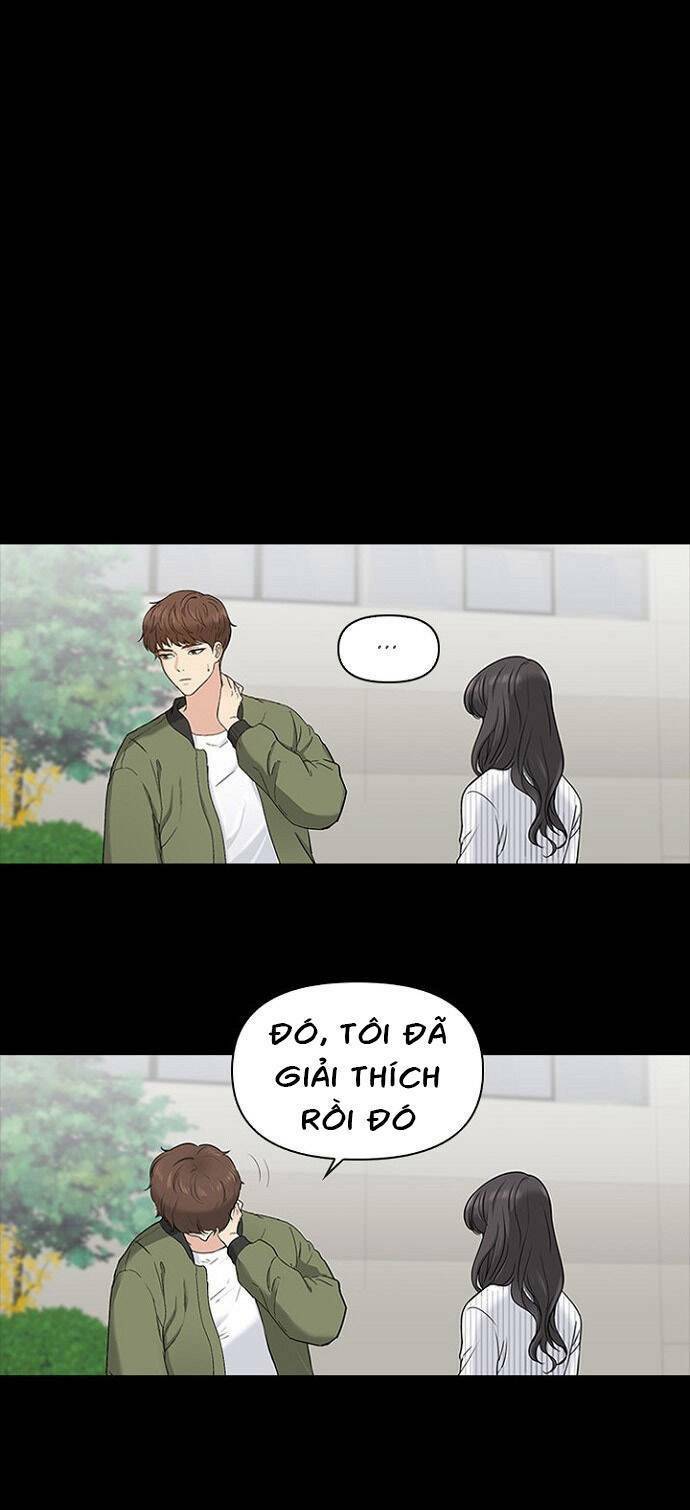 ...
ĐÓ, TÔI ĐÃ
GIẢI THÍCH
RỒI ĐÓ